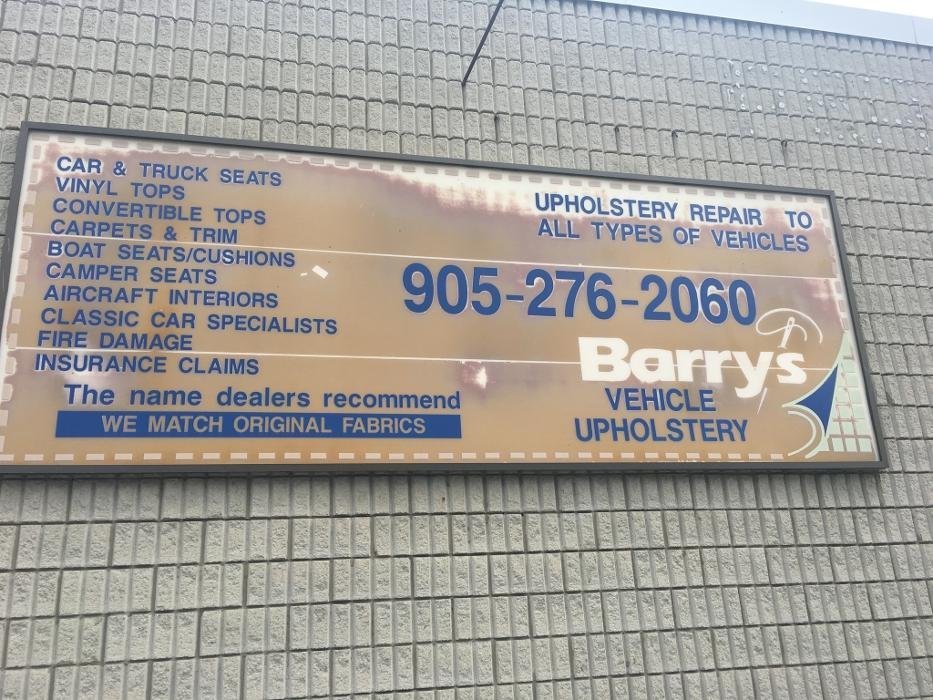 CAR & TRUCK SEATS
VINYL TOPS
CONVERTIBLE TOPS
CARPETS & TRIM
BOAT SEATS/CUSHIONS
CAMPER SEATS
AIRCRAFT INTERIORS
CLASSIC CAR SPECIALISTS
FIRE DAMAGE
INSURANCE CLAIMS
The name dealers recommend
WE MATCH ORIGINAL FABRICS
UPHOLSTERY REPAIR TO
ALL TYPES OF VEHICLES
905-276-2060
Barry's
VEHICLE
UPHOLSTERY